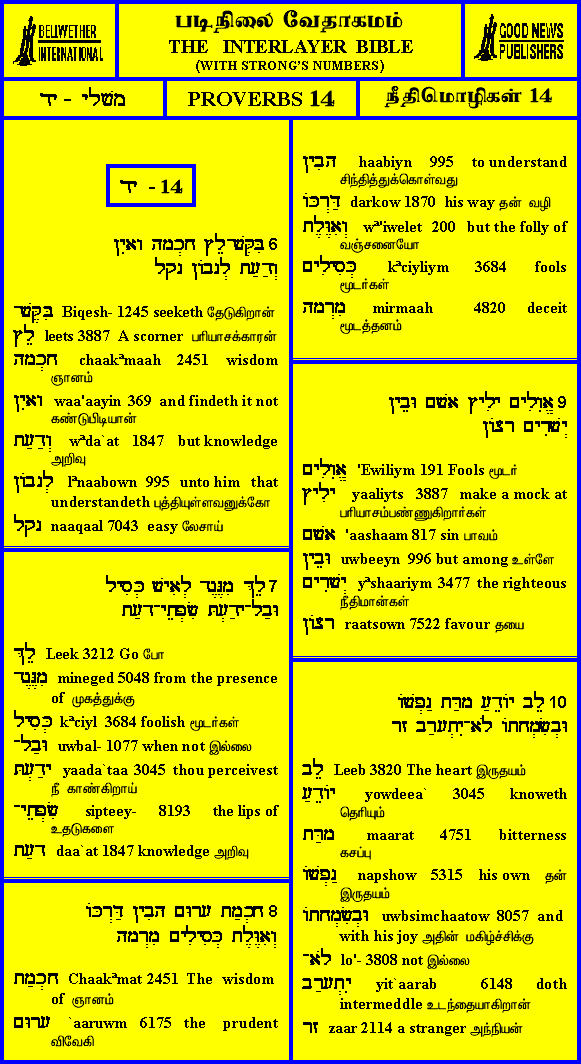 BELLWETHER
INTERNATIONAL
படிநிலை வேதாகமம்
THE INTERLAYER BIBLE
(WITH STRONG'S NUMBERS)
GOOD NEWS
PUBLISHERS
משלי - יד
PROVERBS 14
நீதிமொழிகள் 14
יד - 14
6 בִּקֶּשׁ־לֵץ חָכְמָה וָאָיִן
וְדַעַת לְנָבוֹן נָקָל
בִּקֶּשׁ Biqesh- 1245 seeketh தேடுகிறான்
לֵץ leets 3887 A scorner பரியாசக்காரன்
חָכְמָה chaakªmaah 2451 wisdom
ஞானம்
וָאָיִן waa'aayin 369 and findeth it not
கண்டுபிடியான்
וְדַעַת wªda`at 1847 but knowledge
அறிவு
לְנָבוֹן lªnaabown 995 unto him that
understandeth புத்தியுள்ளவனுக்கோ
נָקָל naaqaal 7043 easy லேசாய்
7 לֵךְ מִנֶּגֶד לְאִישׁ כְּסִיל
וּבַל־יָדַעְתָּ שִׂפְתֵי־דָעַת
לֵךְ Leek 3212 Go போ
מִנֶּגֶד mineged 5048 from the presence
of முகத்துக்கு
כְּסִיל kªciyl 3684 foolish மூடர்கள்
וּבַל־ uwbal- 1077 when not இல்லை
יָדַעְתָּ yaada`taa 3045 thou perceivest
நீ காண்கிறாய்
שִׂפְתֵי־ sipteey- 8193 the lips of
உதடுகளை
דָעַת daa`at 1847 knowledge அறிவு
8 חָכְמַת עָרוּם הָבִין דַּרְכּוֹ
וְאִוֶּלֶת כְּסִילִים מִרְמָה
חָכְמַת Chaakªmat 2451 The wisdom
of ஞானம்
עָרוּם `aaruwm 6175 the prudent
விவேகி
הָבִין haabiyn 995 to understand
சிந்தித்துக்கொள்வது
דַּרְכּוֹ darkow 1870 his way தன் வழி
וְאִוֶּלֶת wª'iwelet 200 but the folly of
வஞ்சனையோ
כְּסִילִים kªciyliym 3684 fools
மூடர்கள்
מִרְמָה mirmaah 4820 deceit
மூடத்தனம்
9 אֱוִלִים יָלִיץ אָשָׁם וּבֵין
יְשָׁרִים רָצוֹן
אֱוִלִים 'Ewiliym 191 Fools மூடர்
יָלִיץ yaaliyts 3887 make a mock at
பரியாசம்பண்ணுகிறார்கள்
אָשָׁם 'aashaam 817 sin பாவம்
וּבֵין uwbeeyn 996 but among உள்ளே
יְשָׁרִים yªshaariym 3477 the righteous
நீதிமான்கள்
רָצוֹן raatsown 7522 favour தயை
10 לֵב יוֹדֵעַ מָרַּת נַפְשׁוֹ
וּבְשִׂמְחָתוֹ לֹא־יִתְעָרַב זָר
לֵב Leeb 3820 The heart இருதயம்
יוֹדֵעַ yowdeea` 3045 knoweth
தெரியும்
מָרַּת maarat 4751 bitterness
கசப்பு
נַפְשׁוֹ napshow 5315 his own தன்
இருதயம்
וּבְשִׂמְחָתוֹ uwbsimchaatow 8057 and
with his joy அதின் மகிழ்ச்சிக்கு
לֹא־ lo'- 3808 not இல்லை
יִתְעָרַב yit`aarab 6148 doth
intermeddle உடந்தையாகிறான்
זָר zaar 2114 a stranger அந்நியன்